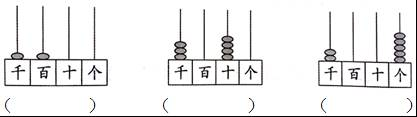 千 百 十 个 千 百 十 个 千 百 十 个
( ) ( ) ( )